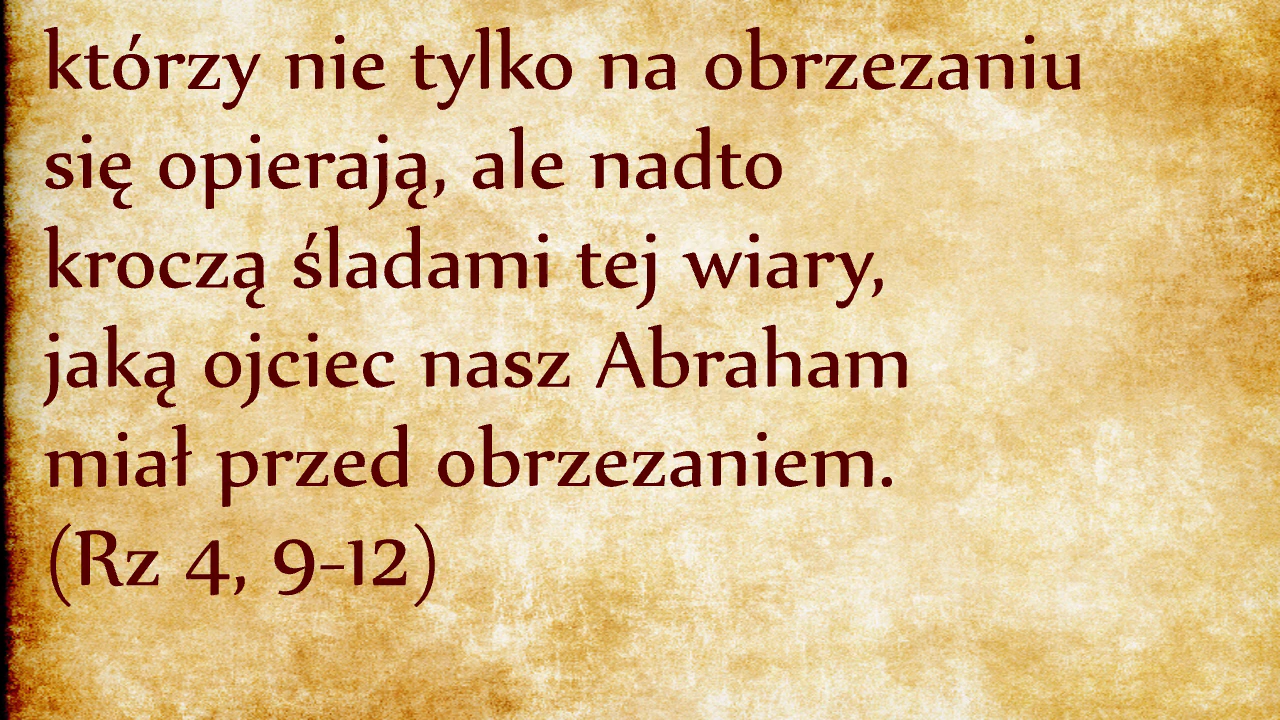 którzy nie tylko na obrzezaniu
się opierają, ale nadto
kroczą śladami tej wiary,
jaką ojciec nasz Abraham
miał przed obrzezaniem.
(Rz 4, 9-12)